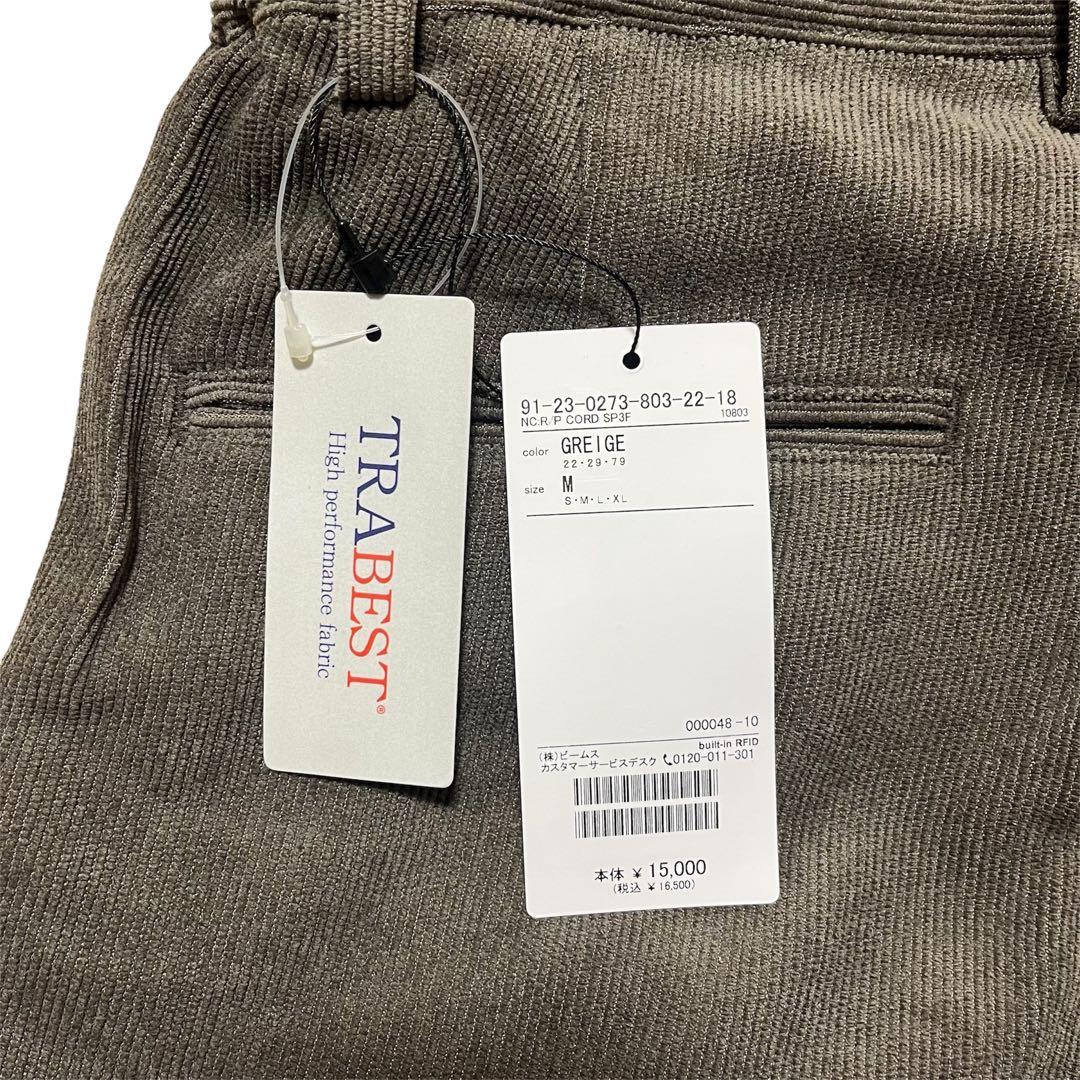 TRABEST®
High performance fabric
91-23-0273-803-22-18
NC:R/P CORD SP3F 10803
color GREIGE
22・29・79
size M
S・M・L・XL
000048-10
built-in RFID
(株)ビームス
カスタマーサービスデスク 0120-011-301
本体 ¥ 15,000
(税込 ¥ 16,500)